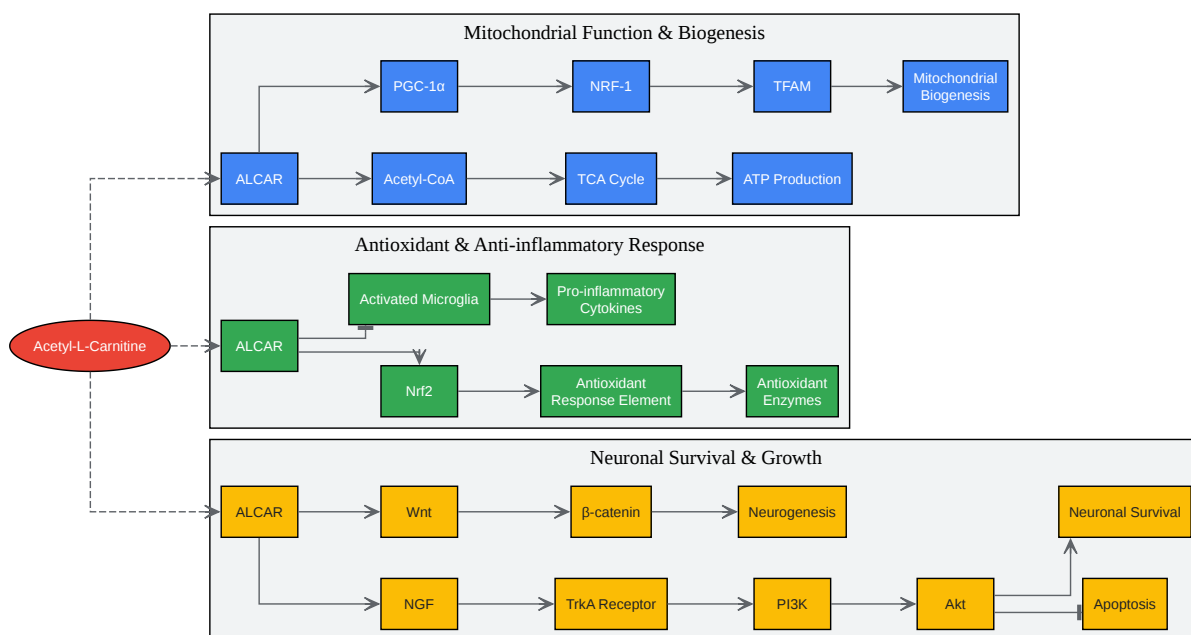 Mitochondrial Function & Biogenesis
PGC-1α
NRF-1
TFAM
Mitochondrial
Biogenesis
ALCAR
Acetyl-CoA
TCA Cycle
ATP Production
Antioxidant & Anti-inflammatory Response
Activated Microglia
Pro-inflammatory
Cytokines
Acetyl-L-Carnitine
ALCAR
Nrf2
Antioxidant
Response Element
Antioxidant
Enzymes
Neuronal Survival & Growth
ALCAR
Wnt
β-catenin
Neurogenesis
Neuronal Survival
NGF
TrkA Receptor
PI3K
Akt
Apoptosis